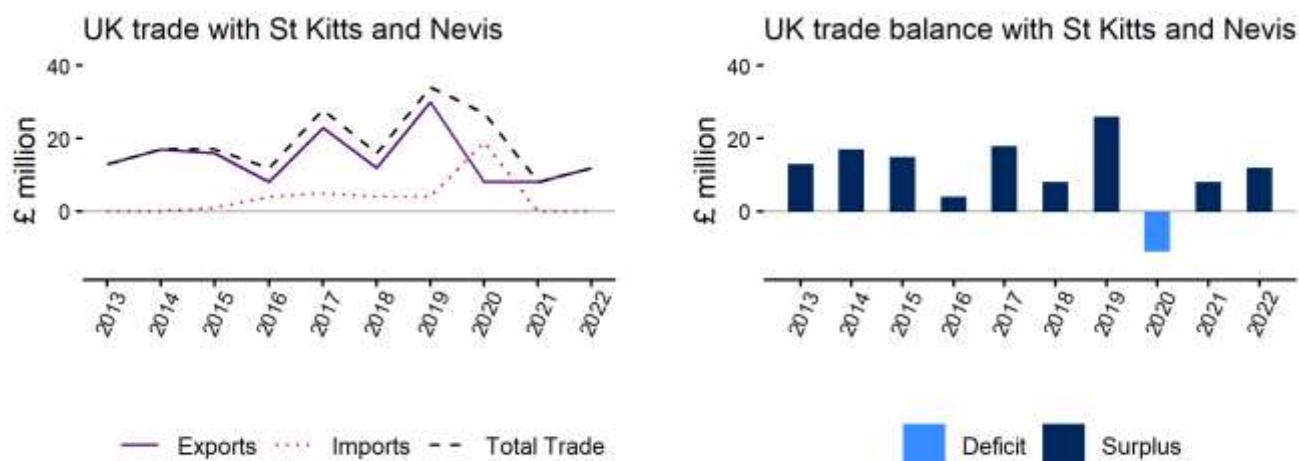 UK trade with St Kitts and Nevis
40
20
0
£ million
2013
2014
2015
2016
2017
2018
2019
2020
2021
2022
Exports
Imports
Total Trade
UK trade balance with St Kitts and Nevis
40
20
0
£ million
2013
2014
2015
2016
2017
2018
2019
2020
2021
2022
Deficit
Surplus